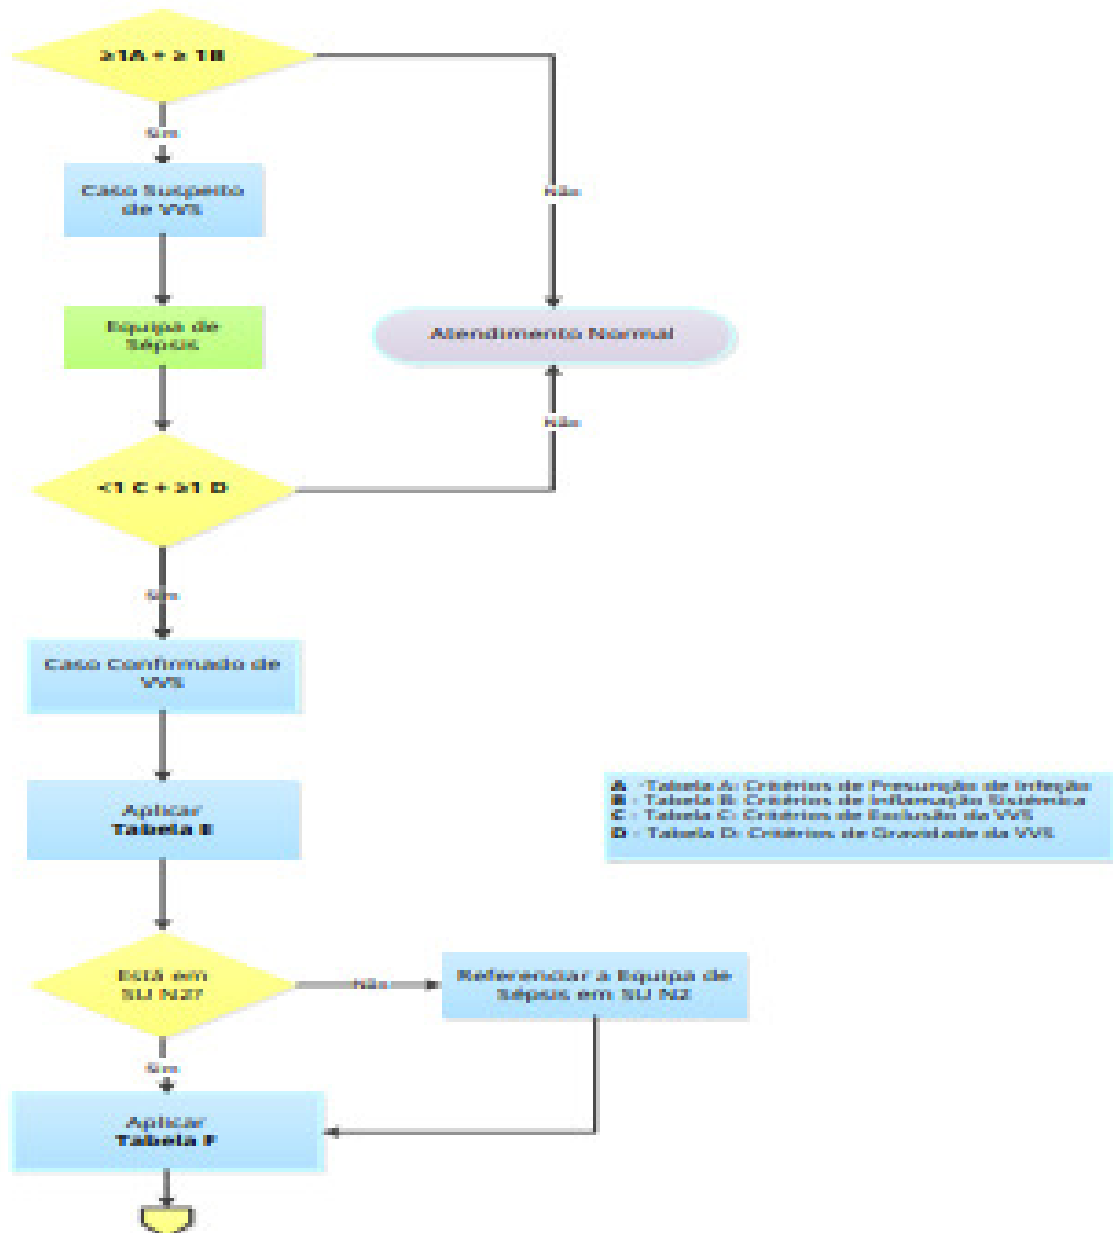 ≥1A + ≥ 1B
Sim
Caso Suspeito
de VVS
Não
Equipa de
Sépsis
Atendimento Normal
Não
<1 C + ≥1 D
Sim
Caso Confirmado de
VVS
Aplicar
Tabela E
A - Tabela A: Critérios de Presunção de Infeção
B - Tabela B: Critérios de Inflamação Sistémica
C - Tabela C: Critérios de Exclusão da VVS
D - Tabela D: Critérios de Gravidade da VVS
Está em
SU N2?
Não
Referenciar a Equipa de
Sépsis em SU N2
Sim
Aplicar
Tabela F